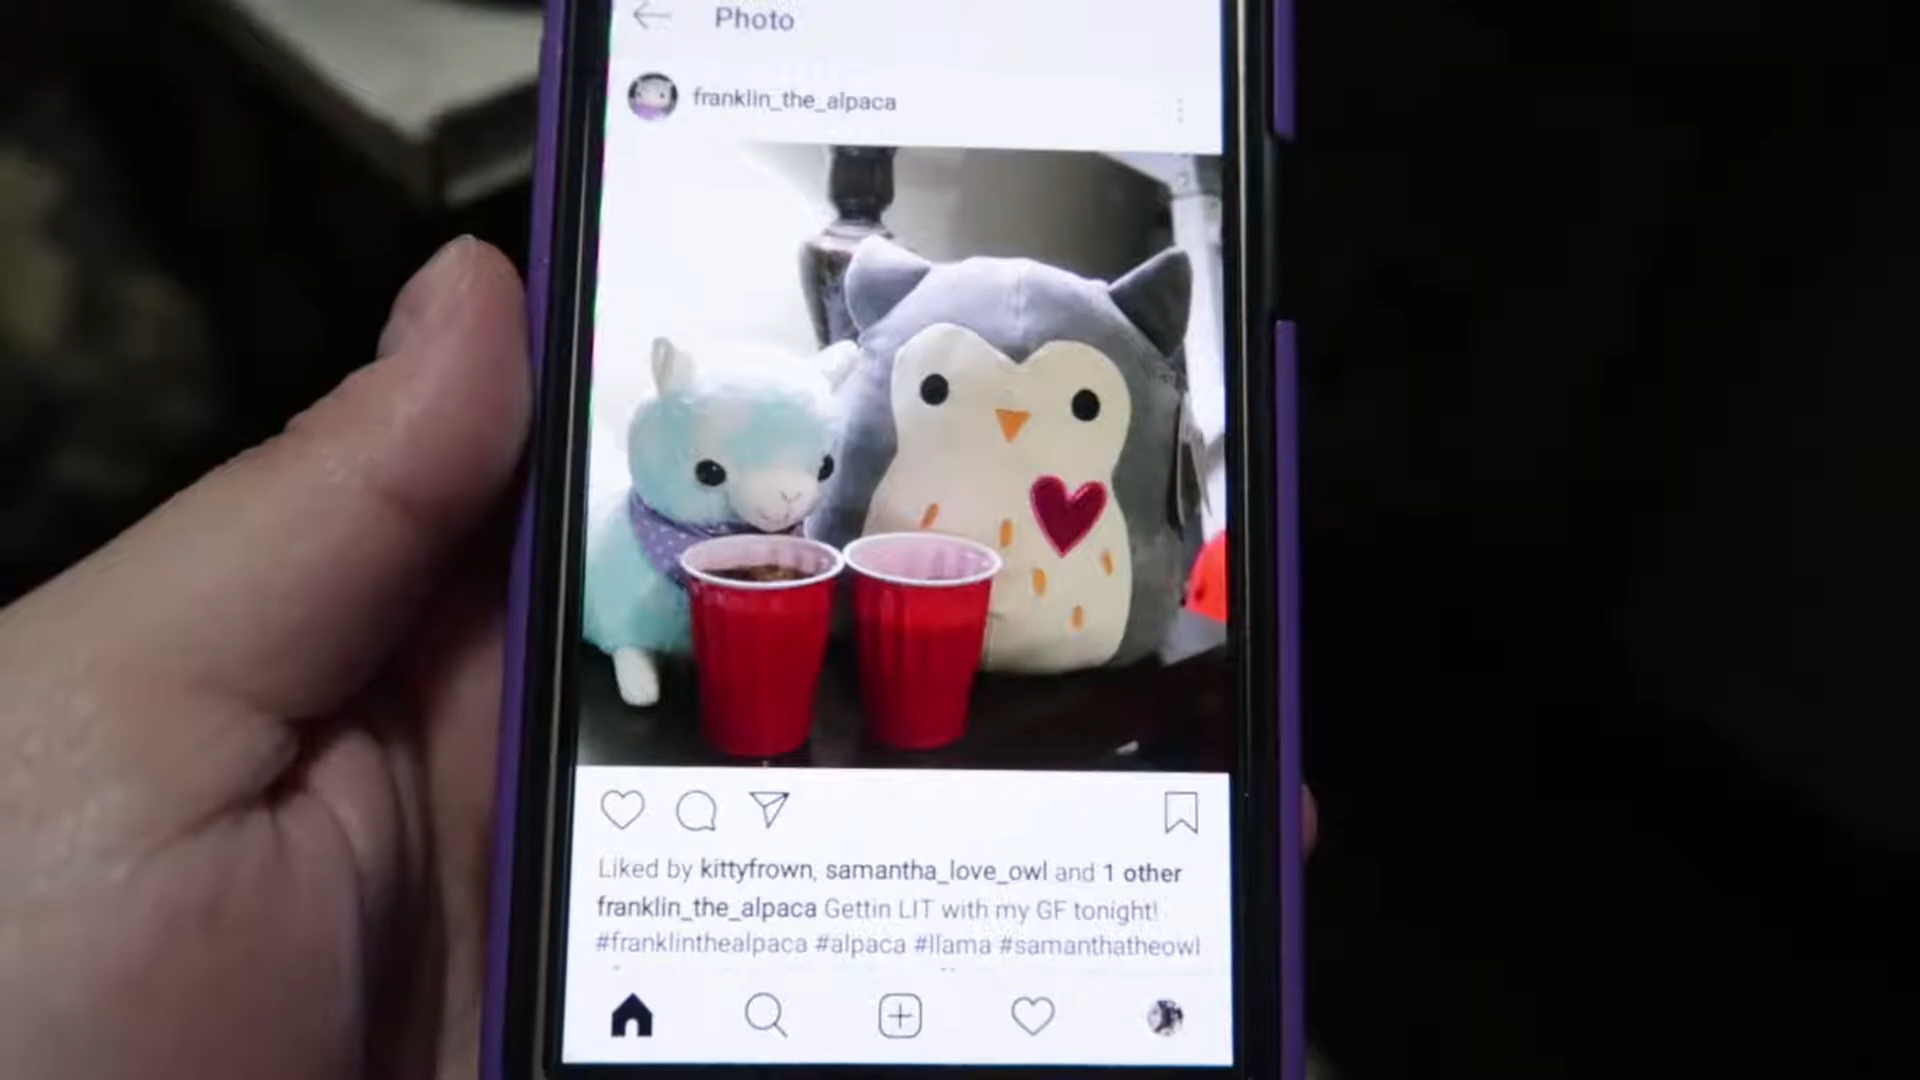 Photo
franklin_the_alpaca
Liked by kittyfrown, samantha_love_owl and 1 other
franklin_the_alpaca Gettin LIT with my GF tonight!
#franklinthealpaca #alpaca #llama #samanthatheowl